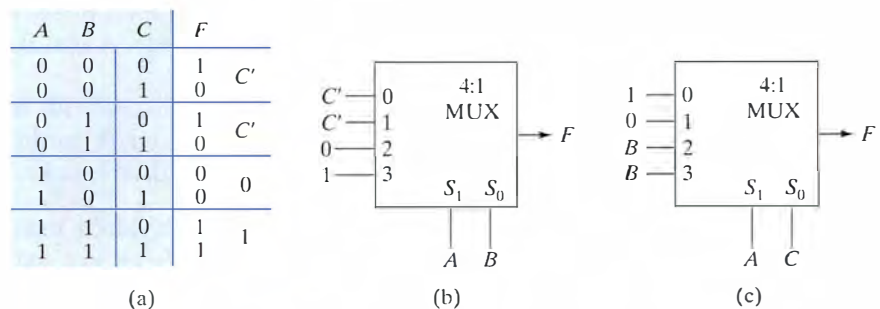 A B C F
0 0 0 1
0 0 1 0
C'
0 1 0 1
0 1 1 0
C'
1 0 0 0
1 0 1 0
0
1 1 0 1
1 1 1 1
1
(a)
4:1
MUX
C' 0
C' 1
0 2
1 3
S1 S0
F
A B
(b)
4:1
MUX
1 0
0 1
B 2
B 3
S1 S0
F
A C
(c)